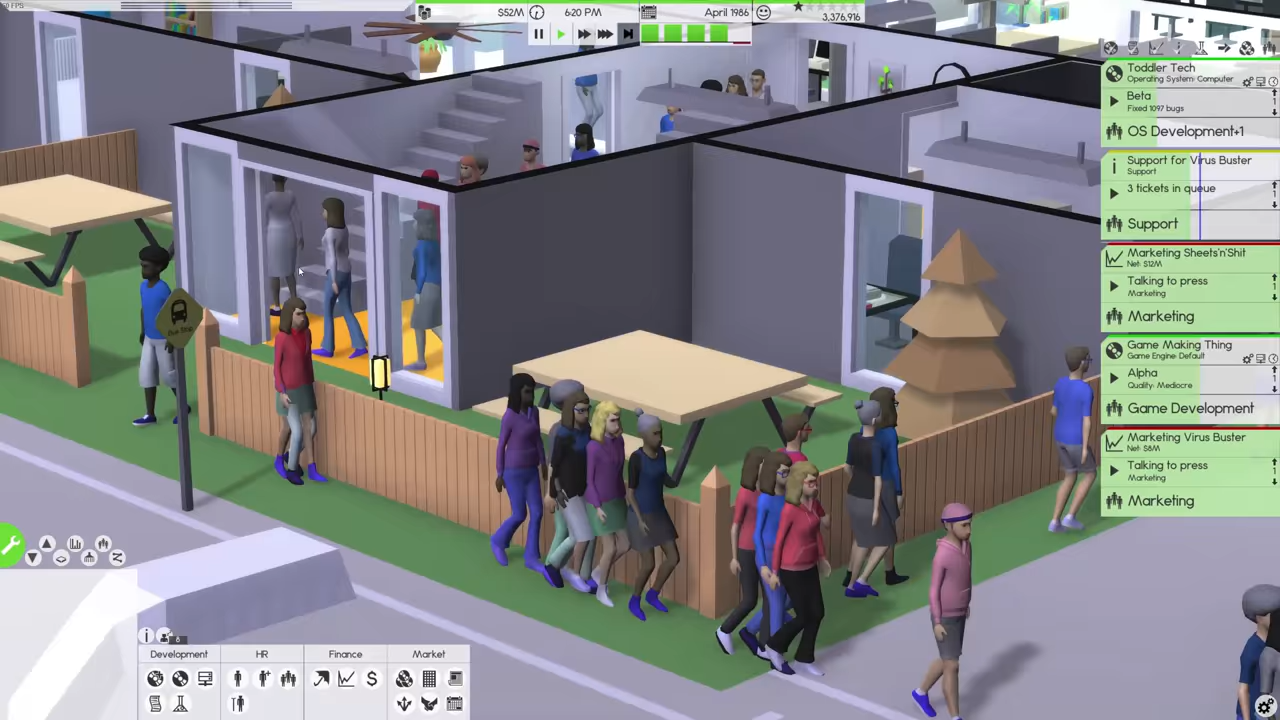 $52M
6:20 PM
April 1986
3,376,916
Toddler Tech
Operating System: Computer
Beta
Fixed 1097 bugs
OS Development+1
Support for Virus Buster
Support
3 tickets in queue
Support
Marketing Sheets'n'Shit
Net: $12M
Talking to press
Marketing
Marketing
Game Making Thing
Game Engine: Default
Alpha
Quality: Mediocre
Game Development
Marketing Virus Buster
Net: $8M
Talking to press
Marketing
Marketing
Bus Stop
Development
HR
Finance
Market